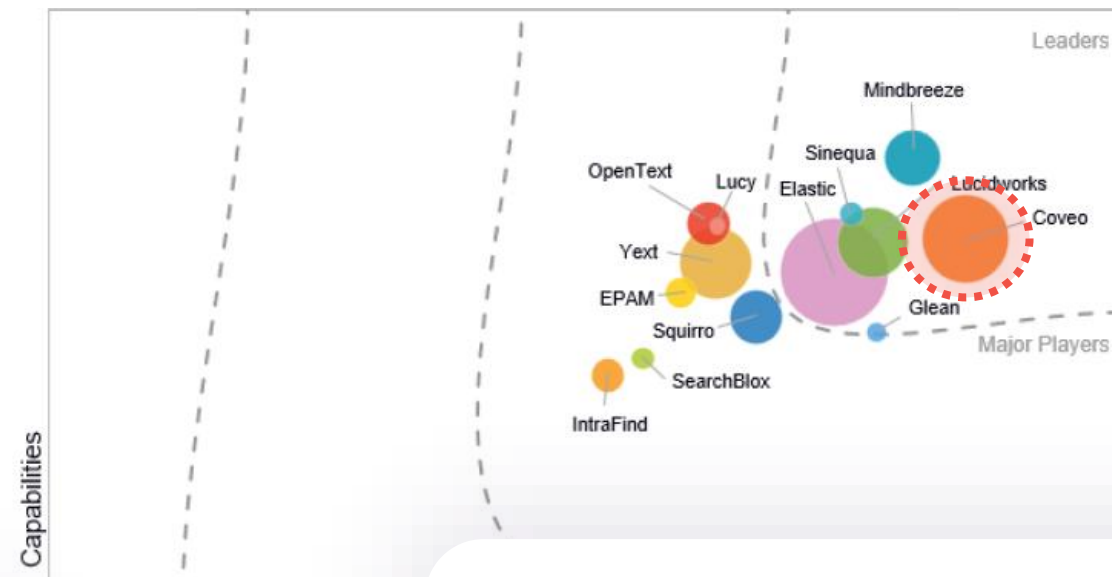 Leaders
Mindbreeze
Sinequa
OpenText
Lucy
Elastic
Lucidworks
Coveo
Yext
EPAM
Glean
Squirro
Major Players
SearchBlox
IntraFind
Capabilities